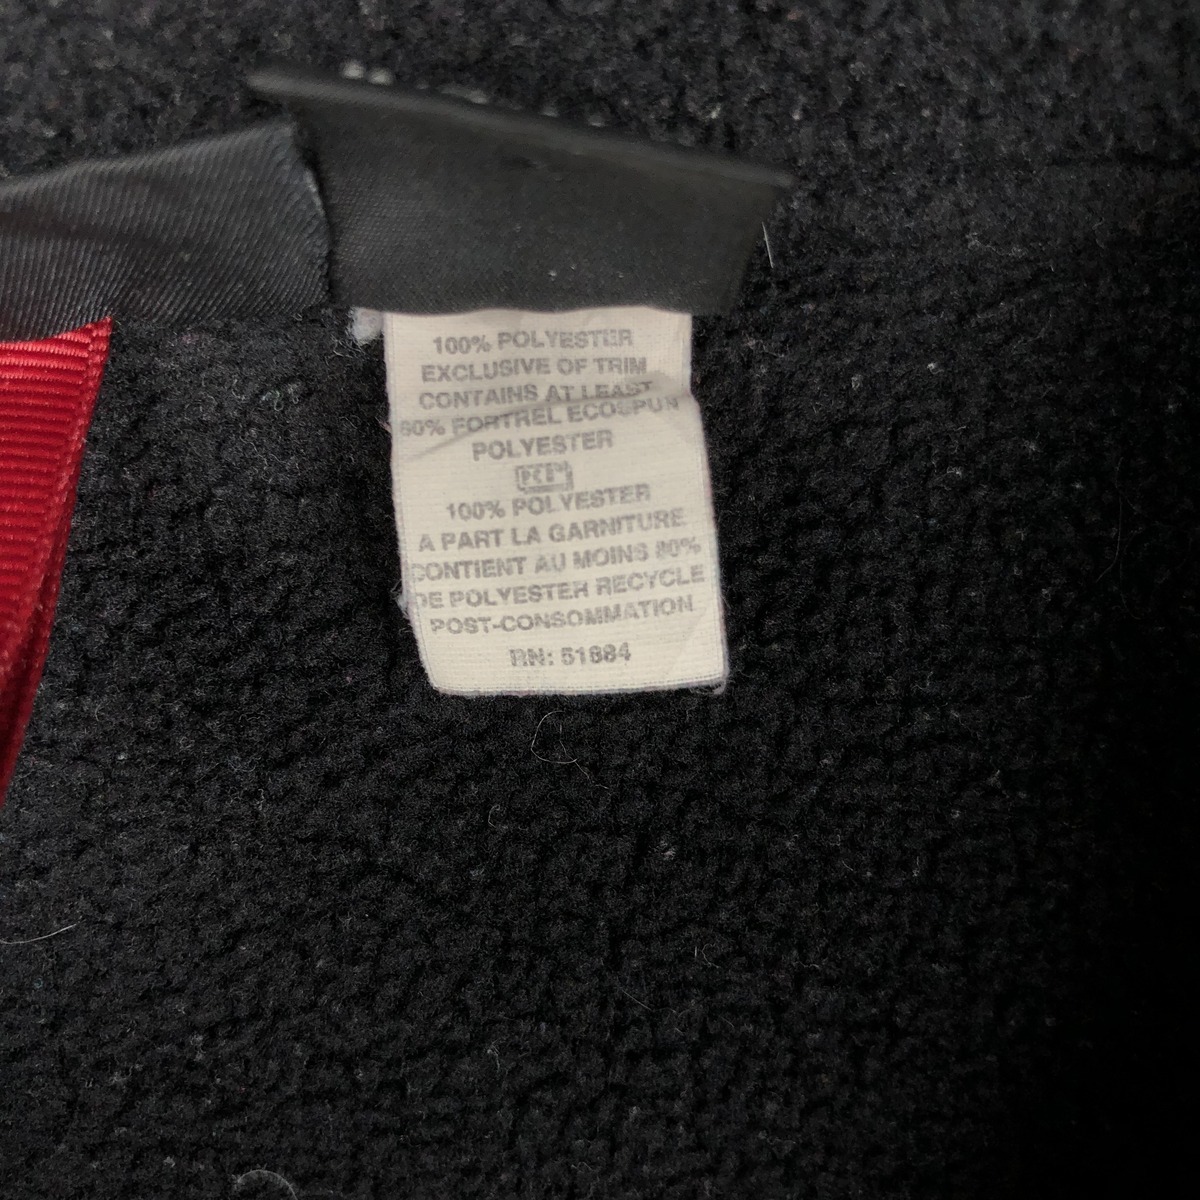 100% POLYESTER
EXCLUSIVE OF TRIM
CONTAINS AT LEAST
80% FORTREL ECOSPUN
POLYESTER
100% POLYESTER
A PART LA GARNITURE
CONTIENT AU MOINS 80%
DE POLYESTER RECYCLE
POST-CONSOMMATION
RN: 51884